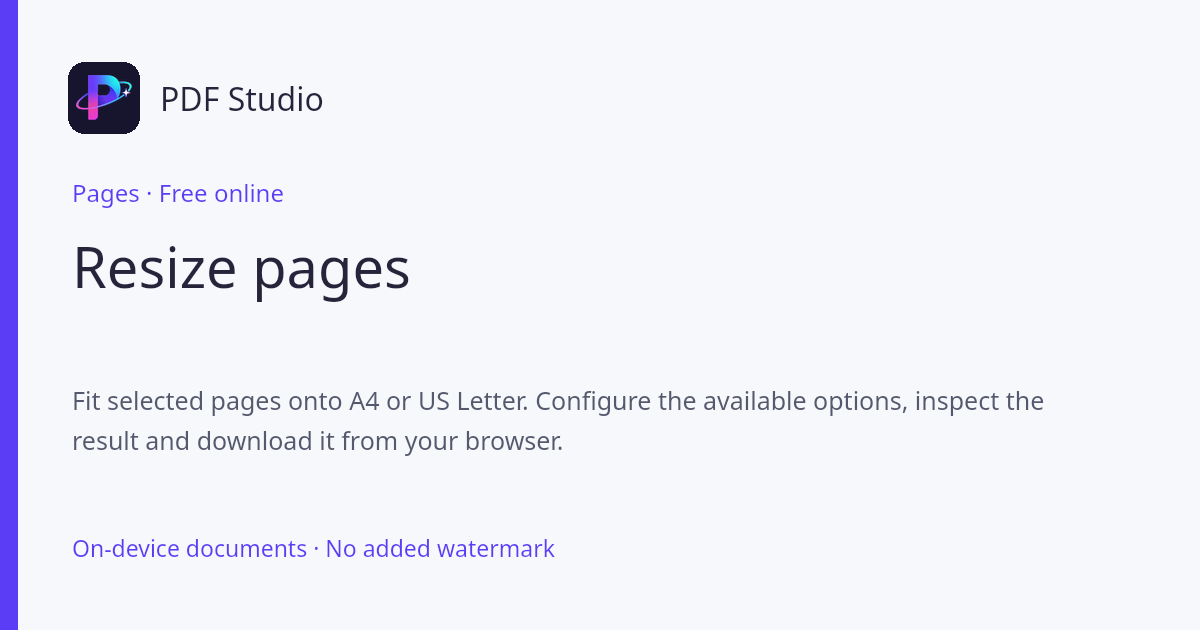 PDF Studio
Pages · Free online
Resize pages
Fit selected pages onto A4 or US Letter. Configure the available options, inspect the
result and download it from your browser.
On-device documents · No added watermark